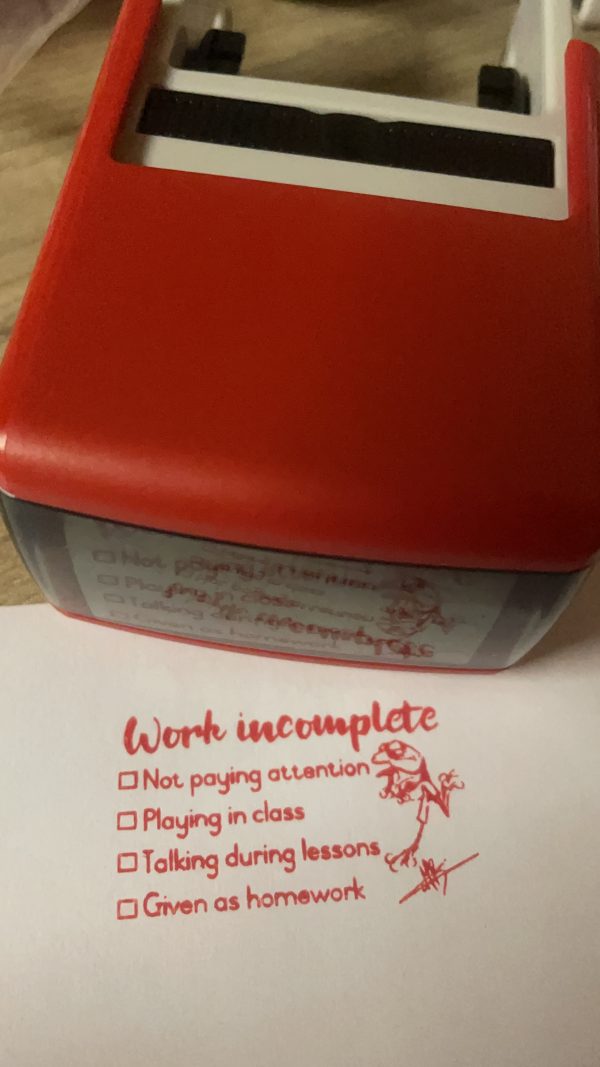 Work incomplete
Not paying attention
Playing in class
Talking during lessons
Given as homework